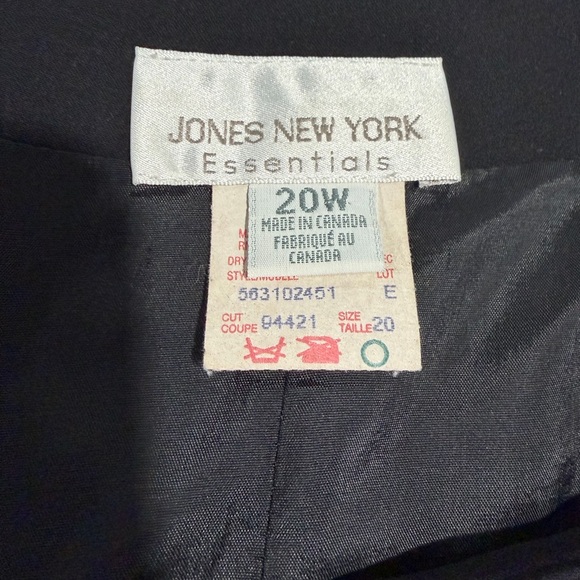 JONES NEW YORK
Essentials
20W
MADE IN CANADA
FABRIQUÉ AU
CANADA
DRY
STYLE/MODELE LOT
563102451 E
CUT SIZE
COUPE 94421 TAILLE 20